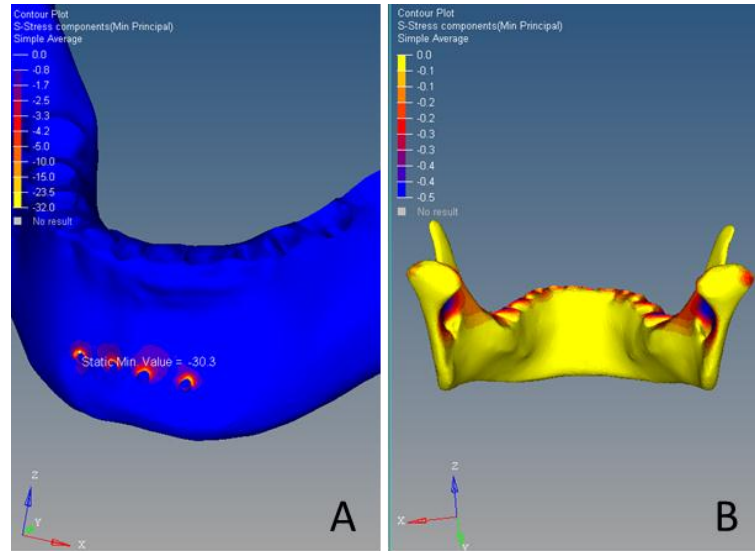 Contour Plot
S-Stress components(Min Principal)
Simple Average
0.0
-0.8
-1.7
-2.5
-3.3
-4.2
-5.0
-10.0
-15.0
-23.5
-32.0
No result
Static Min. Value = -30.3
Z
Y
X
A
Contour Plot
S-Stress components(Min Principal)
Simple Average
0.0
-0.1
-0.1
-0.2
-0.2
-0.3
-0.3
-0.4
-0.4
-0.5
No result
Z
X
Y
B